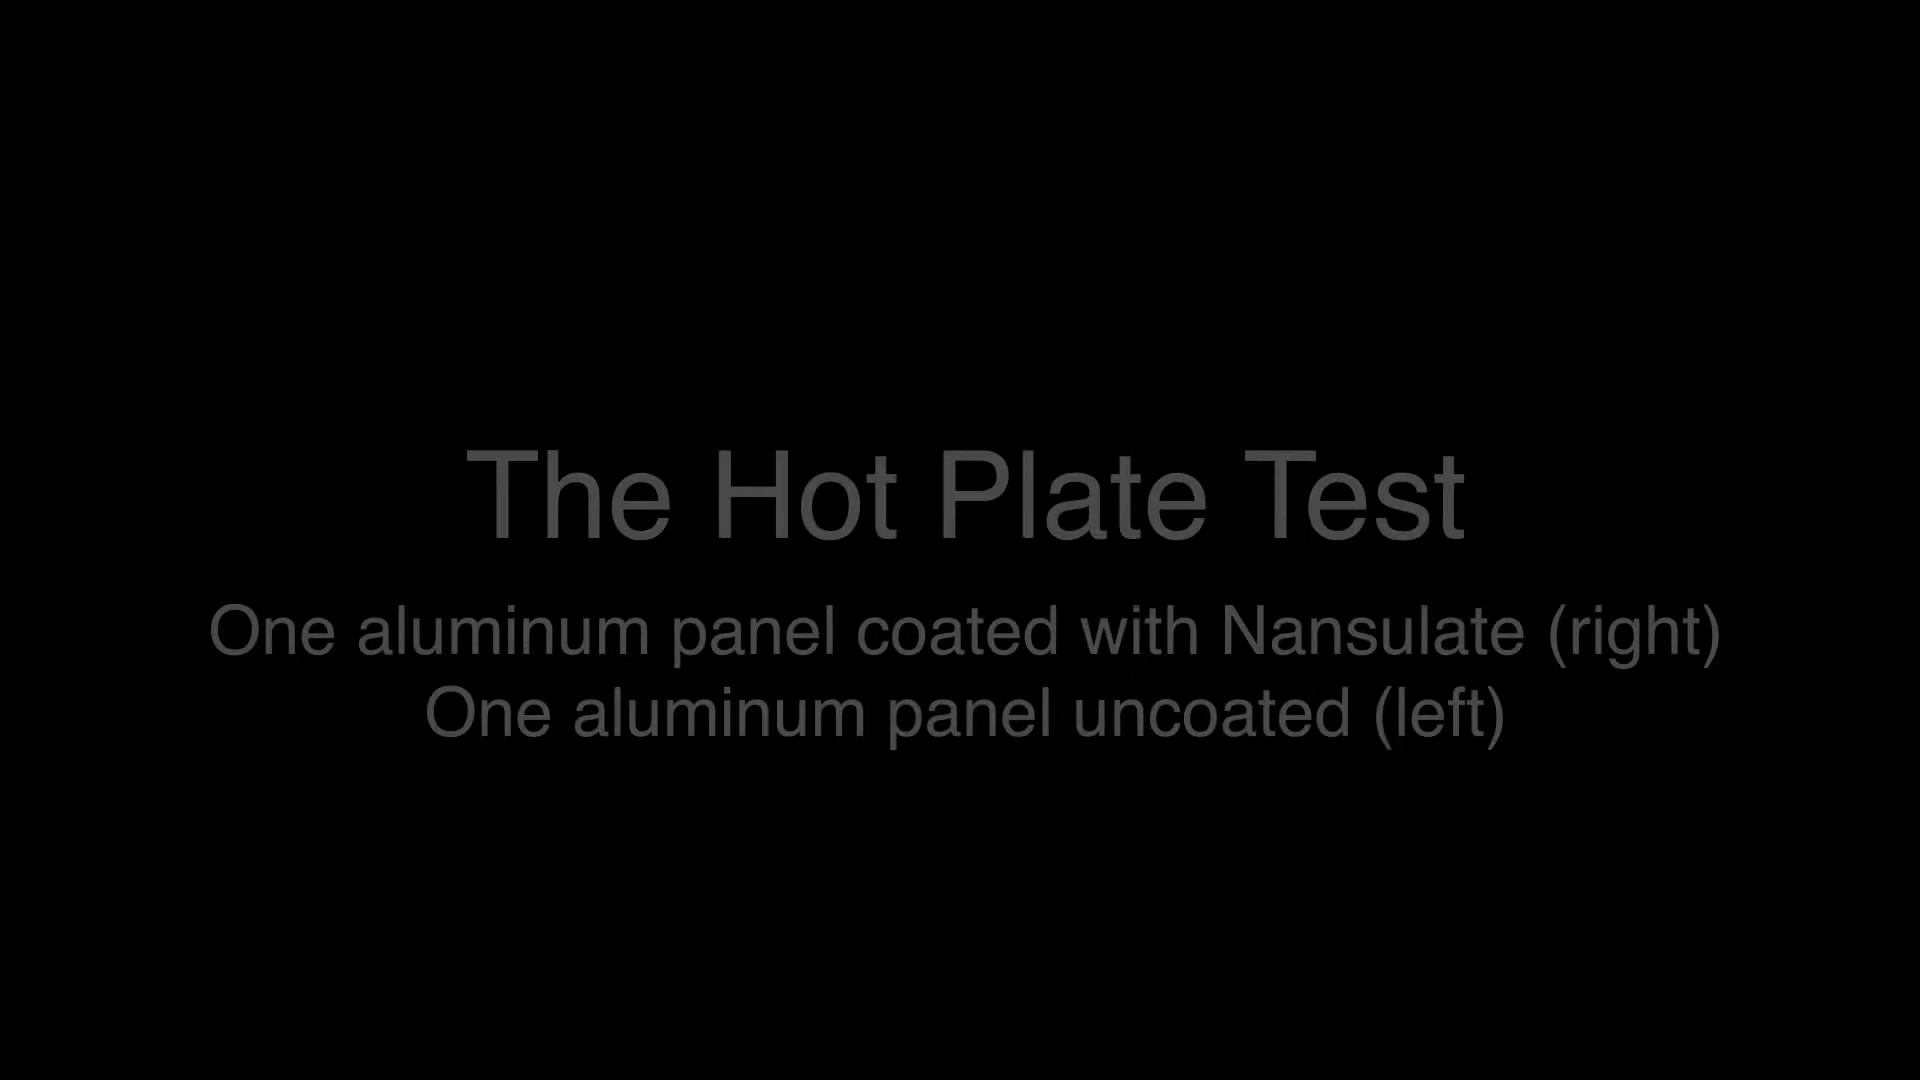 The Hot Plate Test
One aluminum panel coated with Nansulate (right)
One aluminum panel uncoated (left)